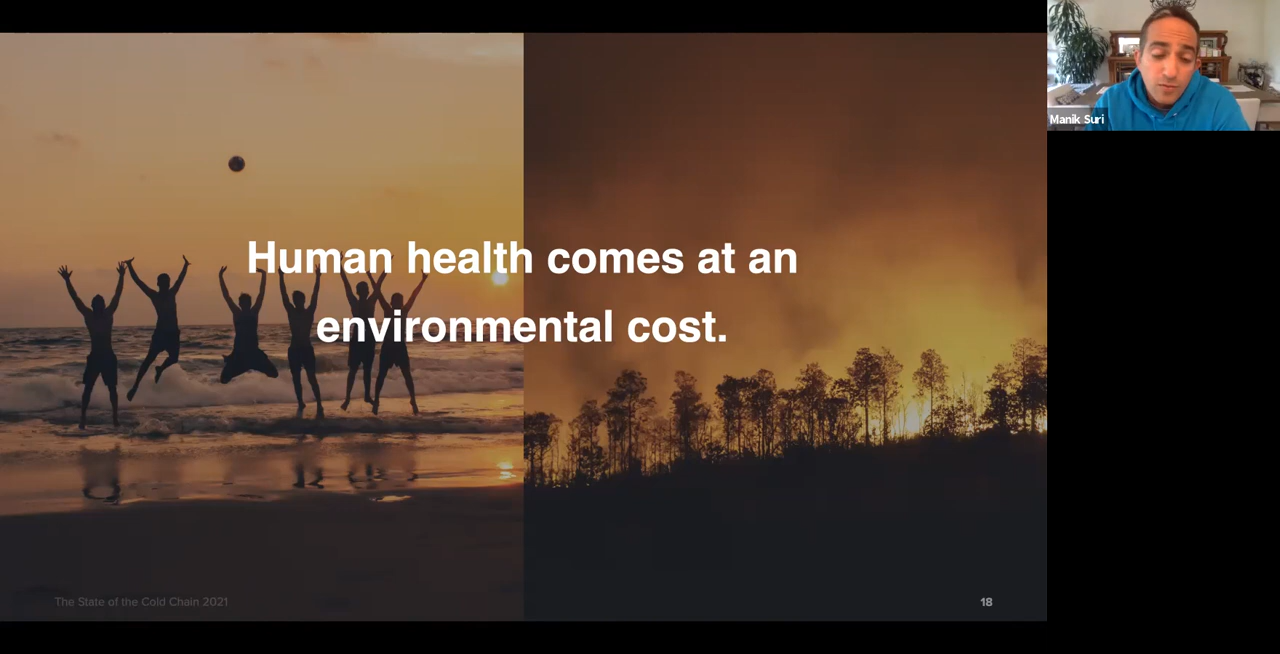 Manik Suri
Human health comes at an
environmental cost.
The State of the Cold Chain 2021
18